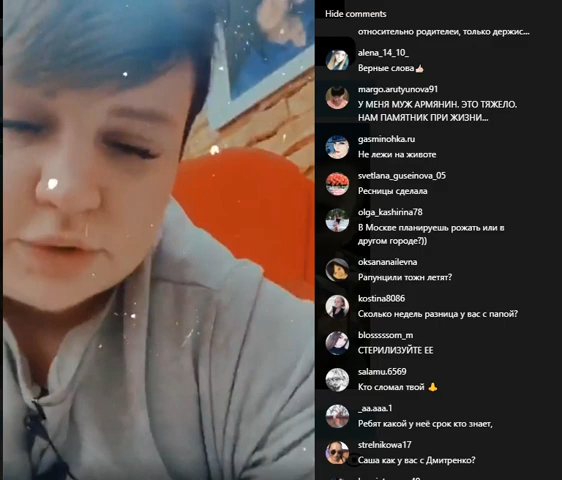 Hide comments
относительно родителей, только держис...
alena_14_10_
Верные слова👍🏻
margo.arutyunova91
У МЕНЯ МУЖ АРМЯНИН. ЭТО ТЯЖЕЛО.
НАМ ПАМЯТНИК ПРИ ЖИЗНИ...
gasminohka.ru
Не лежи на животе
svetlana_guseinova_05
Ресницы сделала
olga_kashirina78
В Москве планируешь рожать или в
другом городе?))
oksananailevna
Рапунцили тожн летят?
kostina8086
Сколько недель разница у вас с папой?
blosssssom_m
СТЕРИЛИЗУЙТЕ ЕЕ
salamu.6569
Кто сломал твой 👃
_aa.aaa.1
Ребят какой у неё срок кто знает,
strelnikowa17
Саша как у вас с Дмитренко?